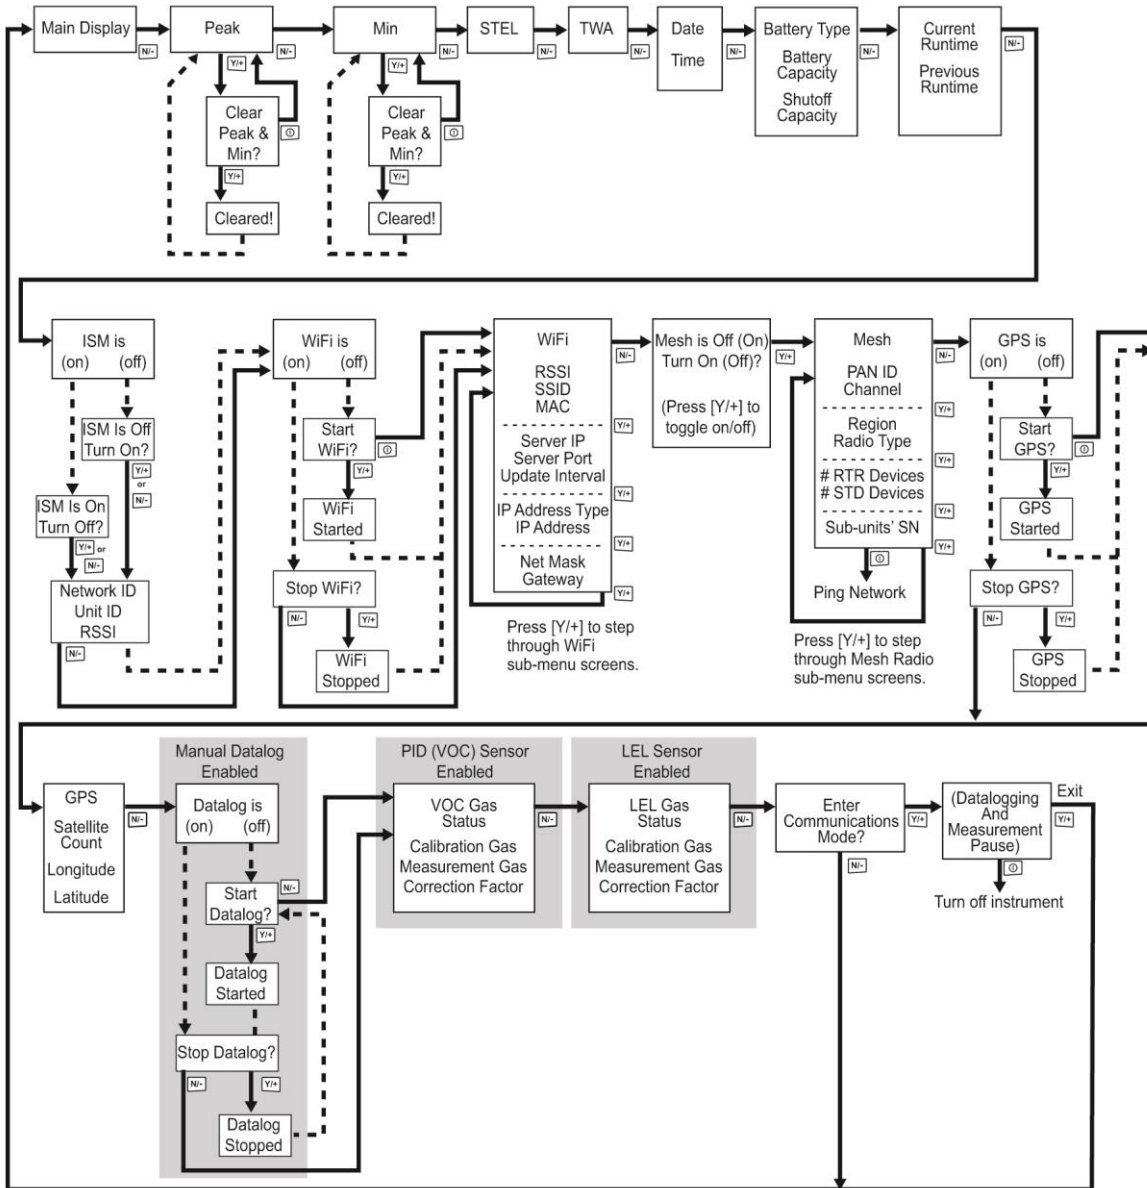 Main Display
N/-
Peak
N/-
Y/+
Clear
Peak &
Min?
Y/+
Cleared!
Min
N/-
Y/+
Clear
Peak &
Min?
Y/+
Cleared!
STEL
N/-
TWA
N/-
Date
Time
N/-
Battery Type
Battery
Capacity
Shutoff
Capacity
N/-
Current
Runtime
Previous
Runtime
N/-
ISM is
(on) (off)
ISM Is Off
Turn On?
Y/+
or
N/-
ISM Is On
Turn Off?
Y/+ or
N/-
Network ID
Unit ID
RSSI
N/-
WiFi is
(on) (off)
Start
WiFi?
Y/+
WiFi
Started
Stop WiFi?
N/-
Y/+
WiFi
Stopped
WiFi
N/-
RSSI
SSID
MAC
Y/+
Server IP
Server Port
Update Interval
Y/+
IP Address Type
IP Address
Y/+
Net Mask
Gateway
Y/+
Press [Y/+] to step
through WiFi
sub-menu screens.
Mesh is Off (On)
Turn On (Off)?
Y/+
(Press [Y/+] to
toggle on/off)
Mesh
N/-
PAN ID
Channel
Y/+
Region
Radio Type
Y/+
# RTR Devices
# STD Devices
Y/+
Sub-units' SN
Y/+
Ping Network
Press [Y/+] to step
through Mesh Radio
sub-menu screens.
GPS is
(on) (off)
Start
GPS?
Y/+
GPS
Started
Stop GPS?
N/-
Y/+
GPS
Stopped
GPS
Satellite
Count
Longitude
Latitude
N/-
Manual Datalog
Enabled
Datalog is
(on) (off)
Start
Datalog?
N/-
Y/+
Datalog
Started
Stop Datalog?
N/-
Y/+
Datalog
Stopped
PID (VOC) Sensor
Enabled
VOC Gas
Status
Calibration Gas
Measurement Gas
Correction Factor
N/-
LEL Sensor
Enabled
LEL Gas
Status
Calibration Gas
Measurement Gas
Correction Factor
N/-
Enter
Communications
Mode?
Y/+
N/-
(Datalogging
And
Measurement
Pause)
Exit
Y/+
Turn off instrument